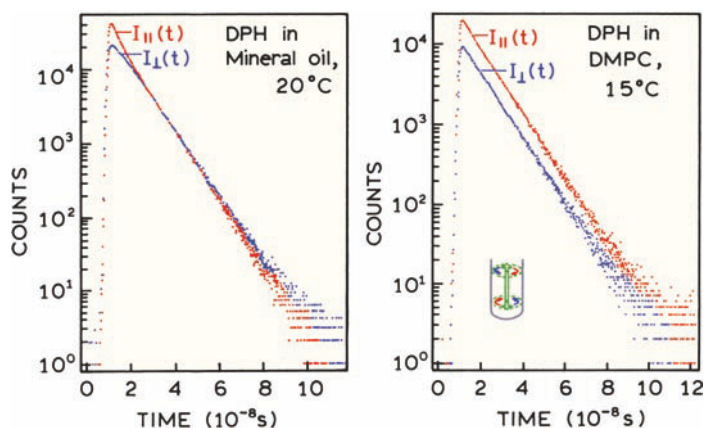 I||(t)
I⊥(t)
DPH in
Mineral oil,
20°C
10⁴
10³
10²
10¹
10⁰
COUNTS
0 2 4 6 8 10
TIME (10⁻⁸s)
I||(t)
I⊥(t)
DPH in
DMPC,
15°C
10⁴
10³
10²
10¹
10⁰
COUNTS
0 2 4 6 8 10 12
TIME (10⁻⁸s)